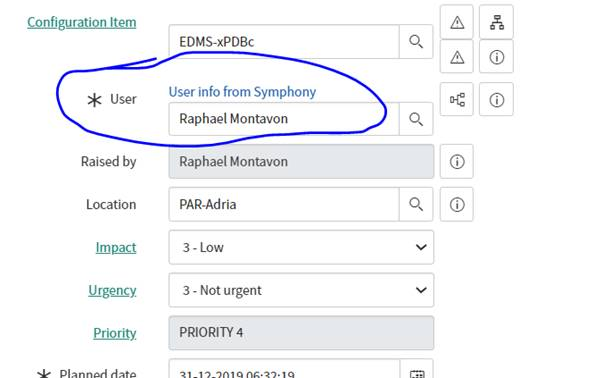 Configuration Item
EDMS-xPDBc
User info from Symphony
User
Raphael Montavon
Raised by
Raphael Montavon
Location
PAR-Adria
Impact
3 - Low
Urgency
3 - Not urgent
Priority
PRIORITY 4
Planned date
31-12-2019 06:32:19